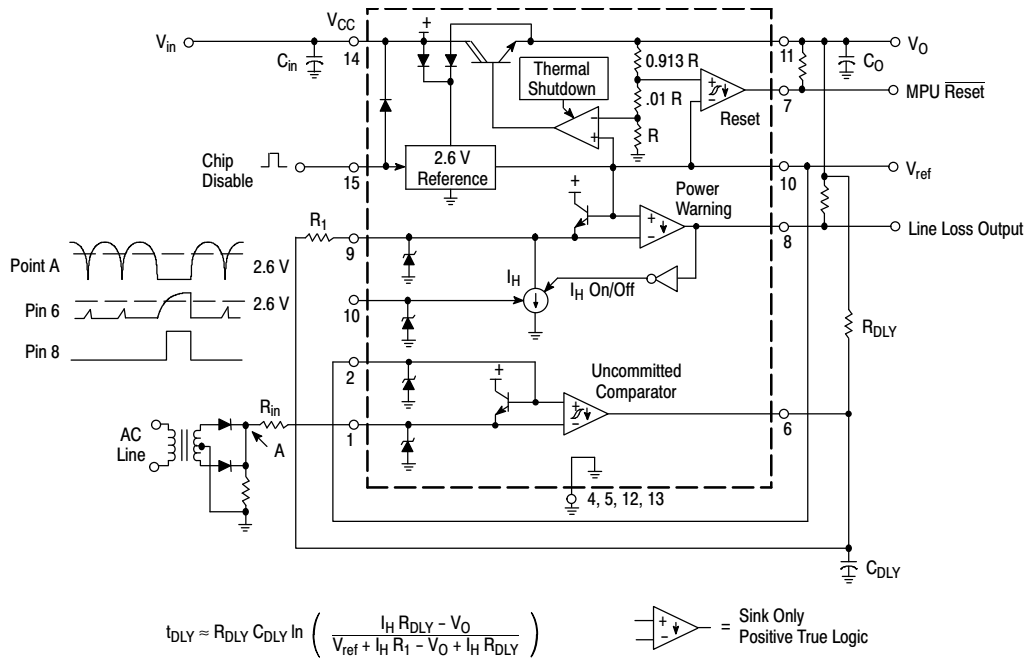 V_CC
V_in
C_in
14
11
V_O
C_O
0.913 R
Thermal
Shutdown
.01 R
R
Reset
7
MPU Reset
Chip
Disable
15
2.6 V
Reference
10
V_ref
Power
Warning
R_1
9
8
Line Loss Output
Point A
2.6 V
Pin 6
2.6 V
Pin 8
I_H
I_H On/Off
10
R_DLY
2
Uncommitted
Comparator
6
AC
Line
R_in
A
1
4, 5, 12, 13
C_DLY
t_DLY ≈ R_DLY C_DLY ln ( I_H R_DLY – V_O / V_ref + I_H R_1 – V_O + I_H R_DLY )
= Sink Only
Positive True Logic